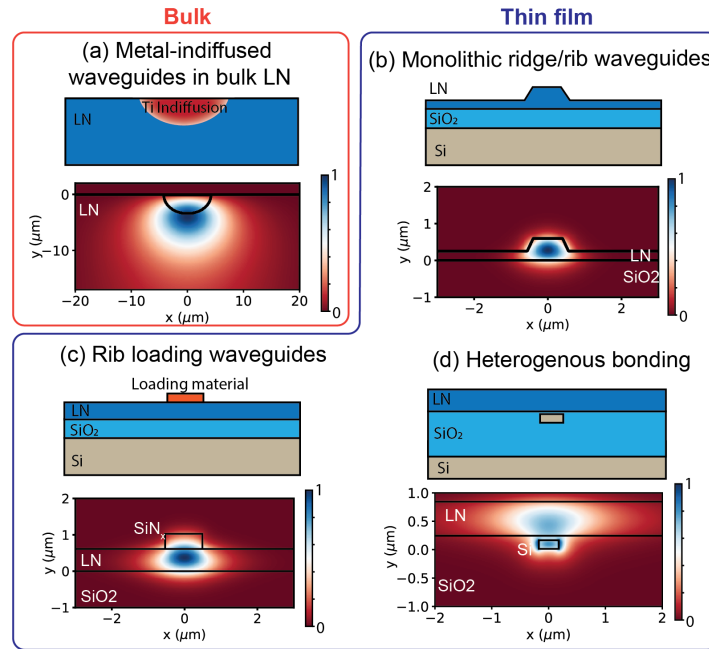 Bulk
Thin film
(a) Metal-indiffused
waveguides in bulk LN
Ti Indiffusion
LN
1
0
LN
0
−10
y (μm)
−20
−10
0
10
20
x (μm)
(b) Monolithic ridge/rib waveguides
LN
SiO₂
Si
2
1
0
−1
y (μm)
LN
SiO2
−2
0
2
x (μm)
1
0
(c) Rib loading waveguides
Loading material
LN
SiO₂
Si
2
1
0
−1
y (μm)
SiNₓ
LN
SiO2
−2
0
2
x (μm)
1
0
(d) Heterogenous bonding
LN
SiO₂
Si
1.0
0.5
0.0
−0.5
−1.0
y (μm)
LN
Si
SiO2
−2
−1
0
1
2
x (μm)
1
0